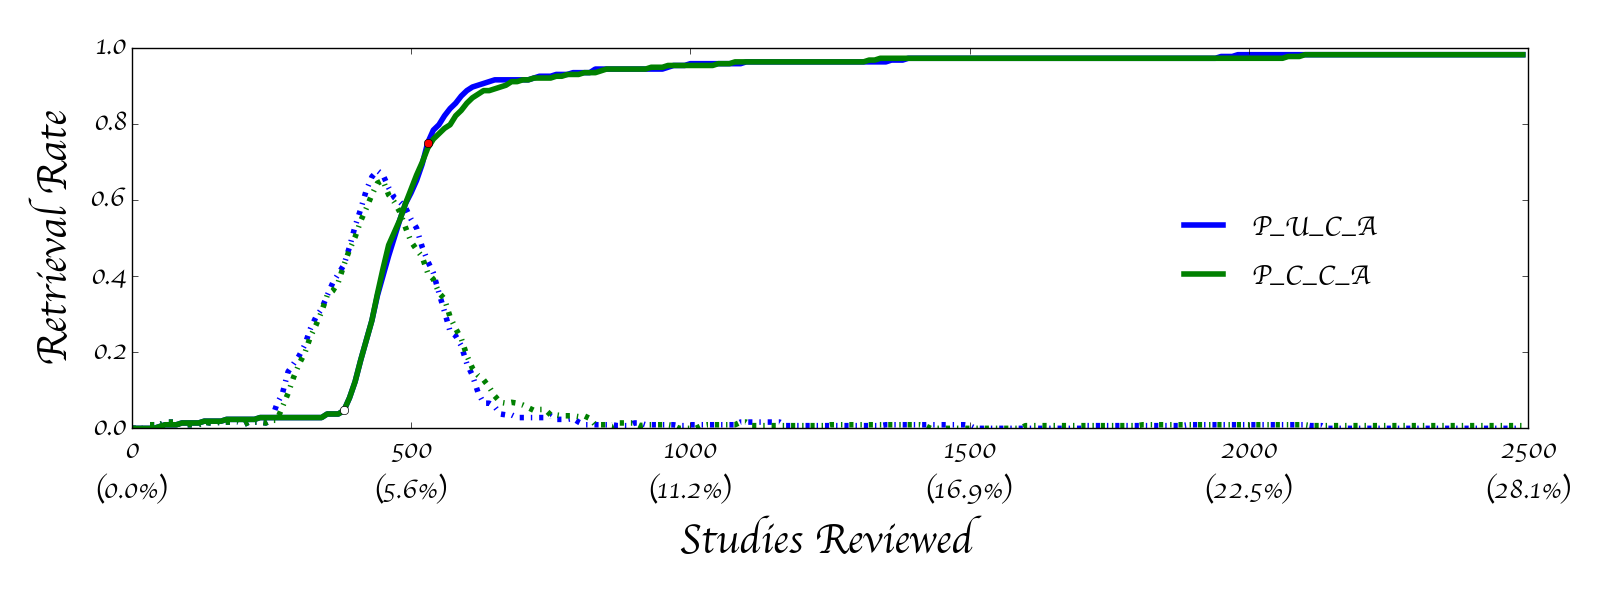 1.0
0.8
0.6
0.4
0.2
0.0
Retrieval Rate
P_U_C_A
P_C_C_A
0 500 1000 1500 2000 2500
(0.0%) (5.6%) (11.2%) (16.9%) (22.5%) (28.1%)
Studies Reviewed